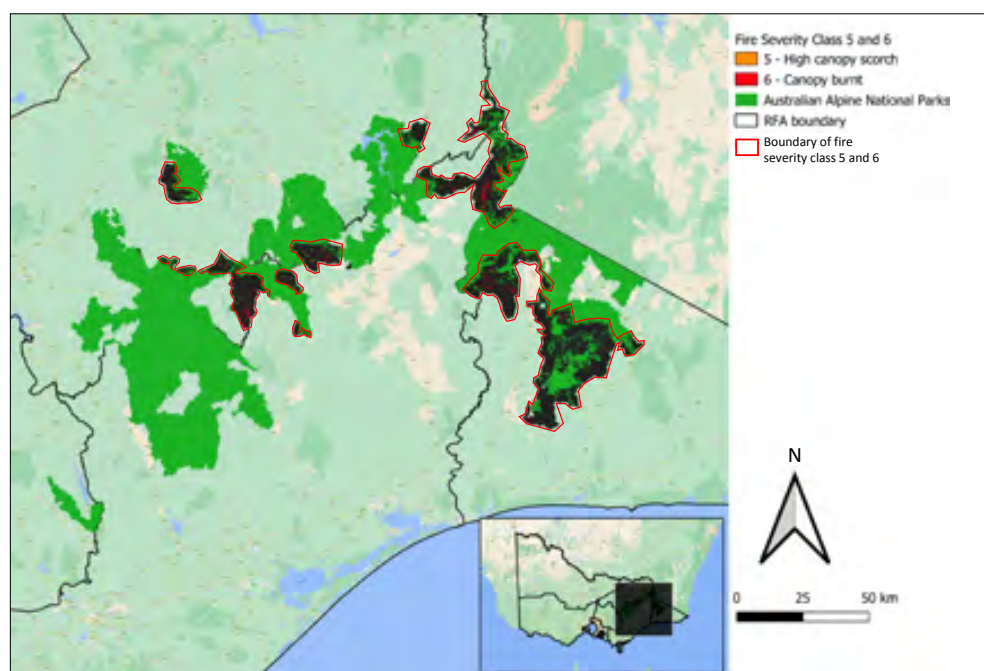 Fire Severity Class 5 and 6
5 - High canopy scorch
6 - Canopy burnt
Australian Alpine National Parks
RFA boundary
Boundary of fire
severity class 5 and 6
N
0 25 50 km